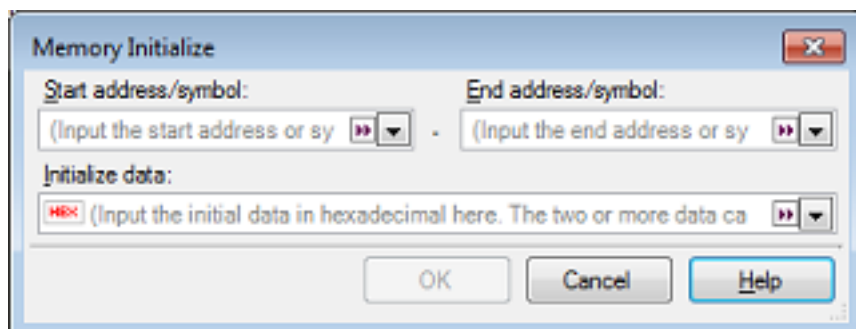 Memory Initialize
Start address/symbol: End address/symbol:
(Input the start address or sy - (Input the end address or sy
Initialize data:
HEX (Input the initial data in hexadecimal here. The two or more data ca
OK Cancel Help